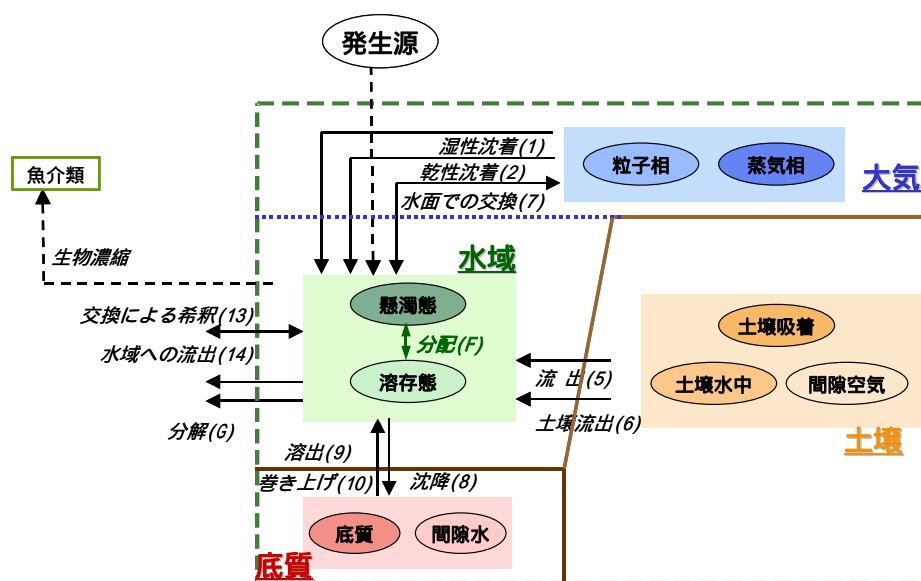 発生源
湿性沈着(1)
乾性沈着(2)
水面での交換(7)
粒子相
蒸気相
大気
魚介類
生物濃縮
水域
懸濁態
分配(F)
溶存態
交換による希釈(13)
水域への流出(14)
分解(G)
流 出(5)
土壌流出(6)
土壌吸着
土壌水中
間隙空気
土壌
溶出(9)
巻き上げ(10)
沈降(8)
底質
間隙水
底質